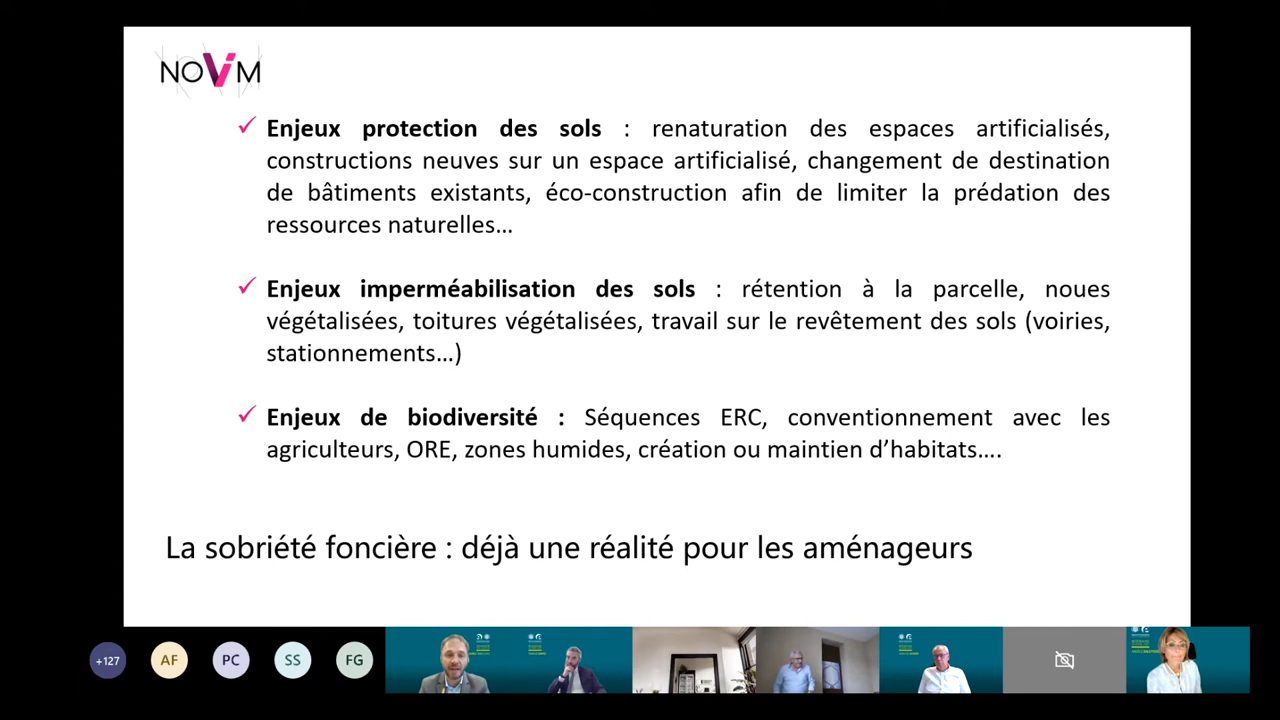 NOViM
Enjeux protection des sols : renaturation des espaces artificialisés,
constructions neuves sur un espace artificialisé, changement de destination
de bâtiments existants, éco-construction afin de limiter la prédation des
ressources naturelles…
Enjeux imperméabilisation des sols : rétention à la parcelle, noues
végétalisées, toitures végétalisées, travail sur le revêtement des sols (voiries,
stationnements…)
Enjeux de biodiversité : Séquences ERC, conventionnement avec les
agriculteurs, ORE, zones humides, création ou maintien d’habitats….
La sobriété foncière : déjà une réalité pour les aménageurs
+127
AF
PC
SS
FG